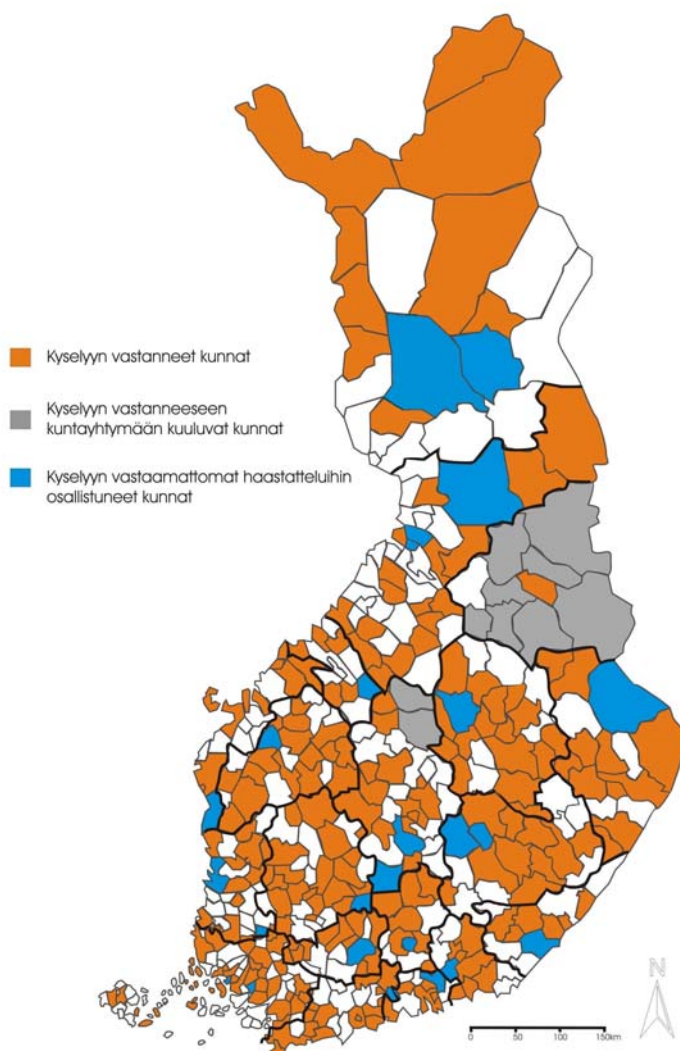 Kyselyyn vastanneet kunnat
Kyselyyn vastanneeseen
kuntayhtymään kuuluvat kunnat
Kyselyyn vastaamattomat haastatteluihin
osallistuneet kunnat
N
0 50 100 150km